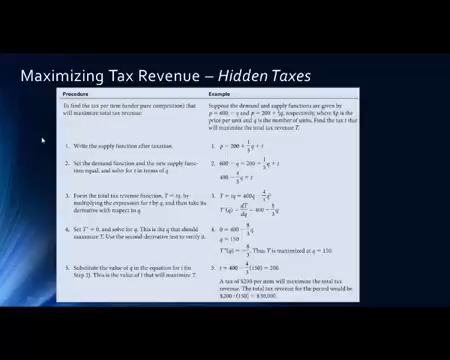 Maximizing Tax Revenue – Hidden Taxes
Procedure
Example
To find the tax per item (under pure competition) that
will maximize total tax revenue:
Suppose the demand and supply functions are given by
p = 600 − q and p = 200 + 1/3 q, respectively, where $p is the
price per unit and q is the number of units. Find the tax t that
will maximize the total tax revenue T.
1. Write the supply function after taxation.
1. p = 200 + 1/3 q + t
2. Set the demand function and the new supply func-
tion equal, and solve for t in terms of q.
2. 600 − q = 200 + 1/3 q + t
400 − 4/3 q = t
3. Form the total tax revenue function, T = tq, by
multiplying the expression for t by q, and then take its
derivative with respect to q.
3. T = tq = 400q − 4/3 q²
T'(q) = dT/dq = 400 − 8/3 q
4. Set T' = 0, and solve for q. This is the q that should
maximize T. Use the second derivative test to verify it.
4. 0 = 400 − 8/3 q
q = 150
T''(q) = −8/3. Thus T is maximized at q = 150.
5. Substitute the value of q in the equation for t (in
Step 2). This is the value of t that will maximize T.
5. t = 400 − 4/3 (150) = 200
A tax of $200 per item will maximize the total tax
revenue. The total tax revenue for the period would be
$200 · (150) = $30,000.